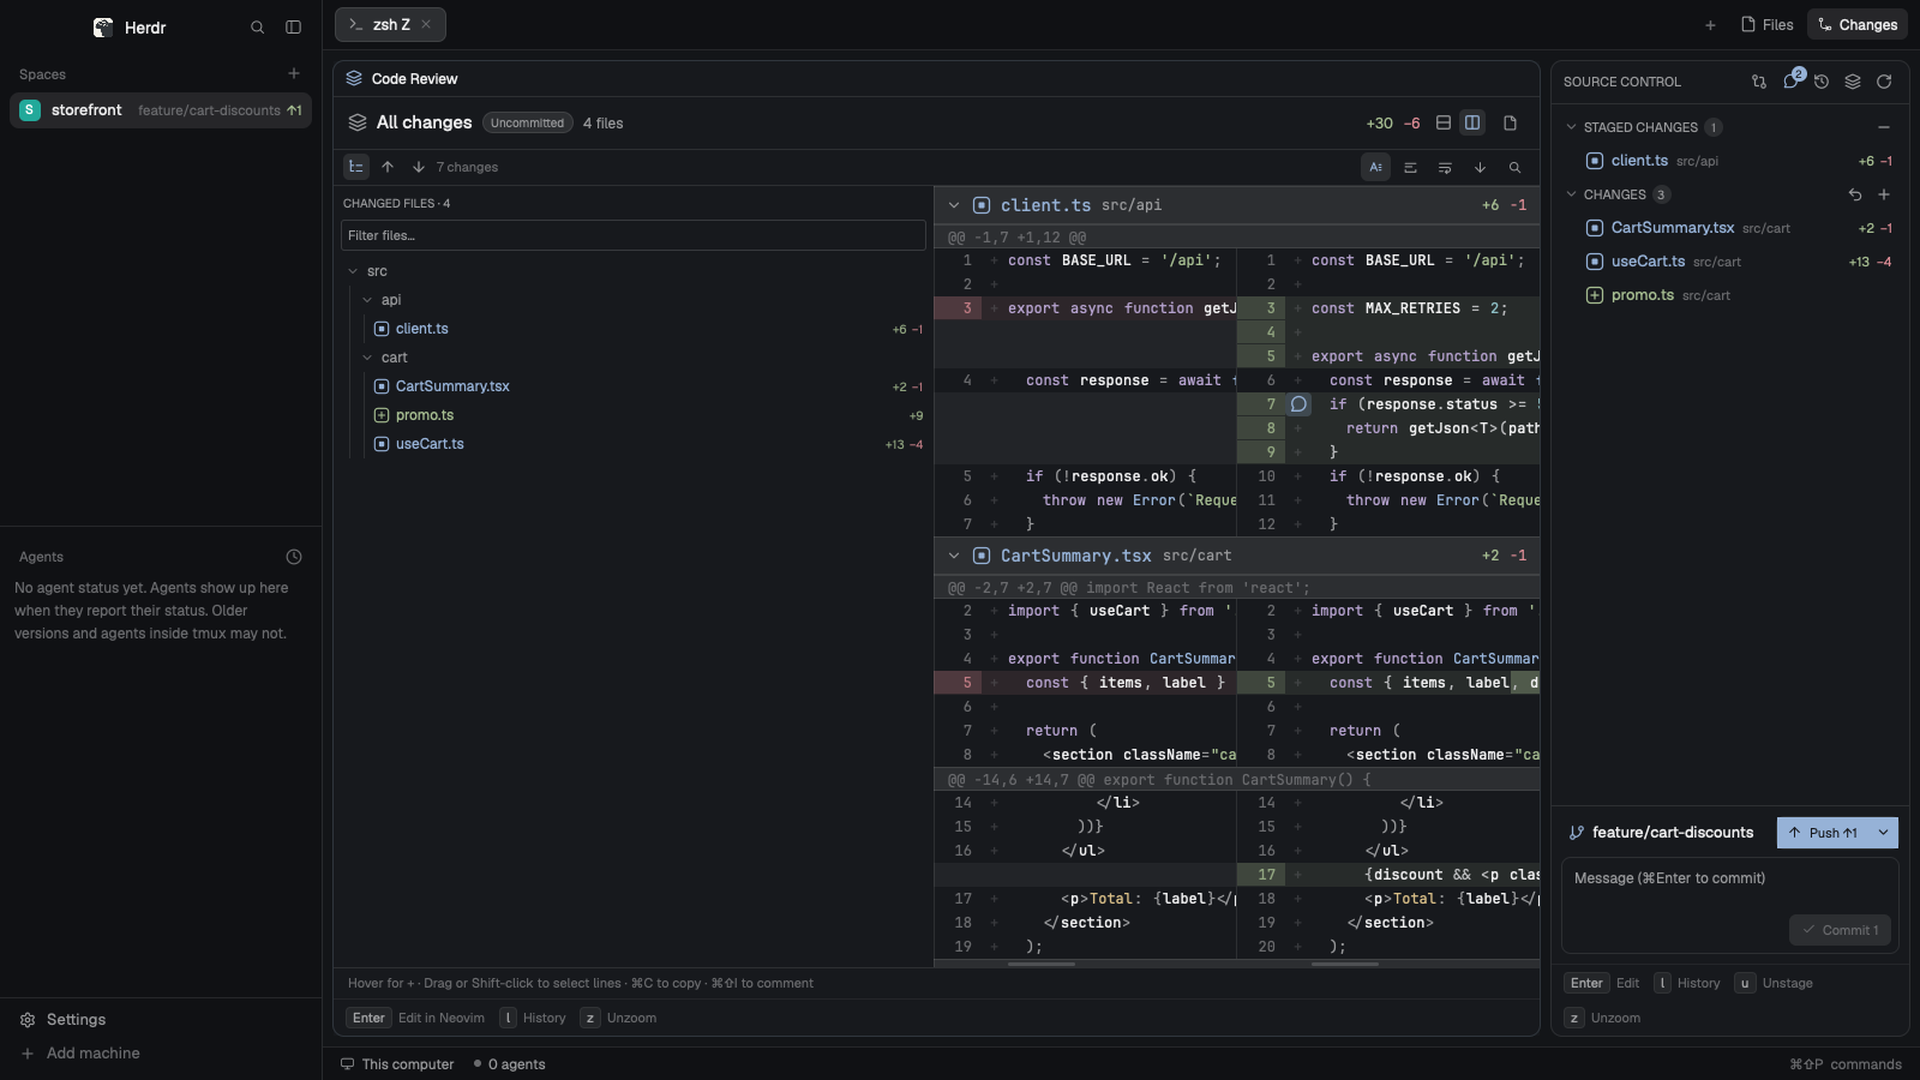 Herdr
Spaces
S storefront feature/cart-discounts ↑1
Agents
No agent status yet. Agents show up here
when they report their status. Older
versions and agents inside tmux may not.
Settings
+ Add machine
zsh Z
Files
Changes
Code Review
All changes Uncommitted 4 files +30 −6
7 changes
CHANGED FILES · 4
Filter files…
src
api
client.ts +6 −1
cart
CartSummary.tsx +2 −1
promo.ts +9
useCart.ts +13 −4
client.ts src/api +6 -1
@@ -1,7 +1,12 @@
1 + const BASE_URL = '/api'; 1 + const BASE_URL = '/api';
2 + 2 +
3 + export async function getJ 3 + const MAX_RETRIES = 2;
4 +
5 + export async function getJ
4 + const response = await f 6 + const response = await f
7 if (response.status >= 5
8 + return getJson<T>(path
9 + }
5 + if (!response.ok) { 10 + if (!response.ok) {
6 + throw new Error(`Reque 11 + throw new Error(`Reque
7 + } 12 + }
CartSummary.tsx src/cart +2 -1
@@ -2,7 +2,7 @@ import React from 'react';
2 + import { useCart } from '. 2 + import { useCart } from '
3 + 3 +
4 + export function CartSummar 4 + export function CartSummar
5 + const { items, label } 5 + const { items, label, d
6 + 6 +
7 + return ( 7 + return (
8 + <section className="ca 8 + <section className="ca
@@ -14,6 +14,7 @@ export function CartSummary() {
14 + </li> 14 + </li>
15 + ))} 15 + ))}
16 + </ul> 16 + </ul>
17 + {discount && <p clas
17 + <p>Total: {label}</p 18 + <p>Total: {label}</p
18 + </section> 19 + </section>
19 + ); 20 + );
Hover for + · Drag or Shift-click to select lines · ⌘C to copy · ⌘⇧I to comment
Enter Edit in Neovim l History z Unzoom
SOURCE CONTROL 2
STAGED CHANGES 1
client.ts src/api +6 −1
CHANGES 3
CartSummary.tsx src/cart +2 −1
useCart.ts src/cart +13 −4
promo.ts src/cart
feature/cart-discounts ↑ Push ↑1
Message (⌘Enter to commit)
Commit 1
Enter Edit l History u Unstage
z Unzoom
This computer 0 agents
⌘⇧P commands